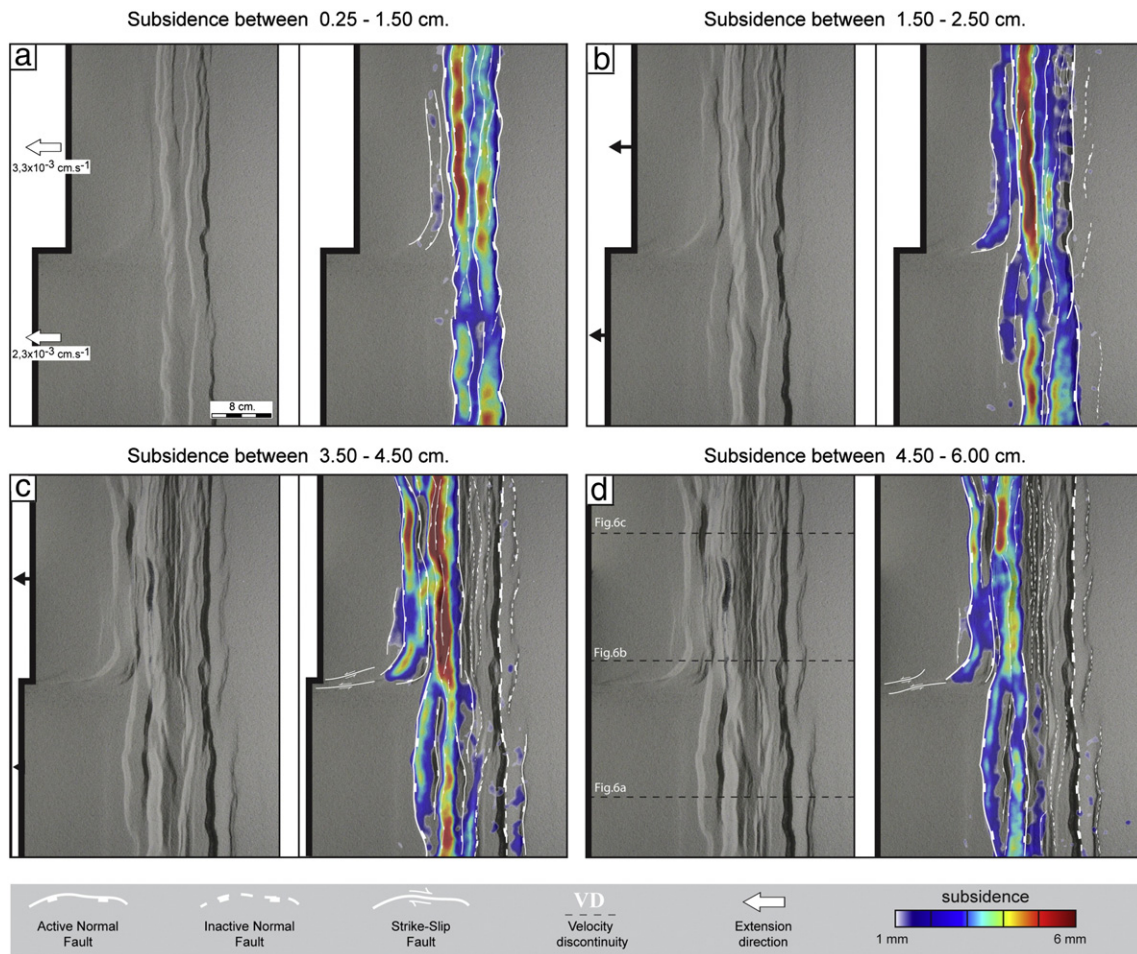 Subsidence between 0.25 - 1.50 cm.
Subsidence between 1.50 - 2.50 cm.
a
b
3,3x10-3 cm.s-1
2,3x10-3 cm.s-1
8 cm.
Subsidence between 3.50 - 4.50 cm.
Subsidence between 4.50 - 6.00 cm.
c
d
Fig.6c
Fig.6b
Fig.6a
Active Normal
Fault
Inactive Normal
Fault
Strike-Slip
Fault
VD
Velocity
discontinuity
Extension
direction
subsidence
1 mm 6 mm